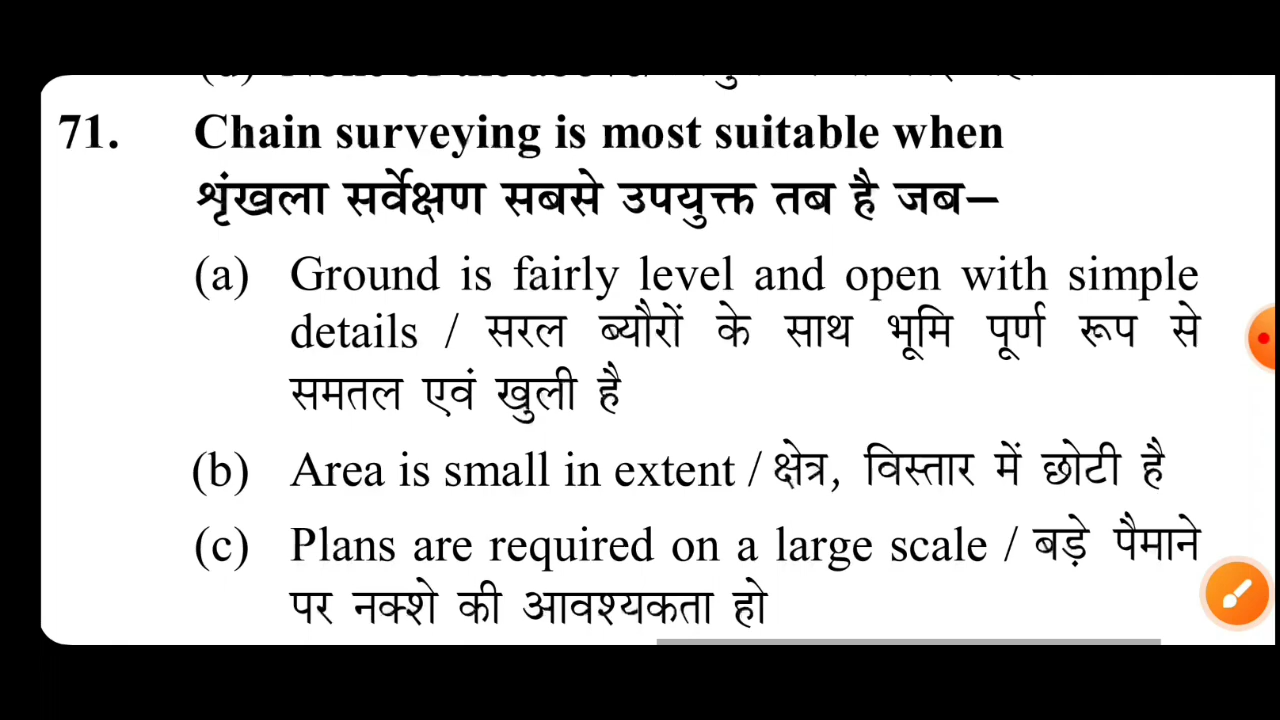 71. Chain surveying is most suitable when
शृंखला सर्वेक्षण सबसे उपयुक्त तब है जब–
(a) Ground is fairly level and open with simple
details / सरल ब्यौरों के साथ भूमि पूर्ण रूप से
समतल एवं खुली है
(b) Area is small in extent / क्षेत्र, विस्तार में छोटी है
(c) Plans are required on a large scale / बड़े पैमाने
पर नक्शे की आवश्यकता हो